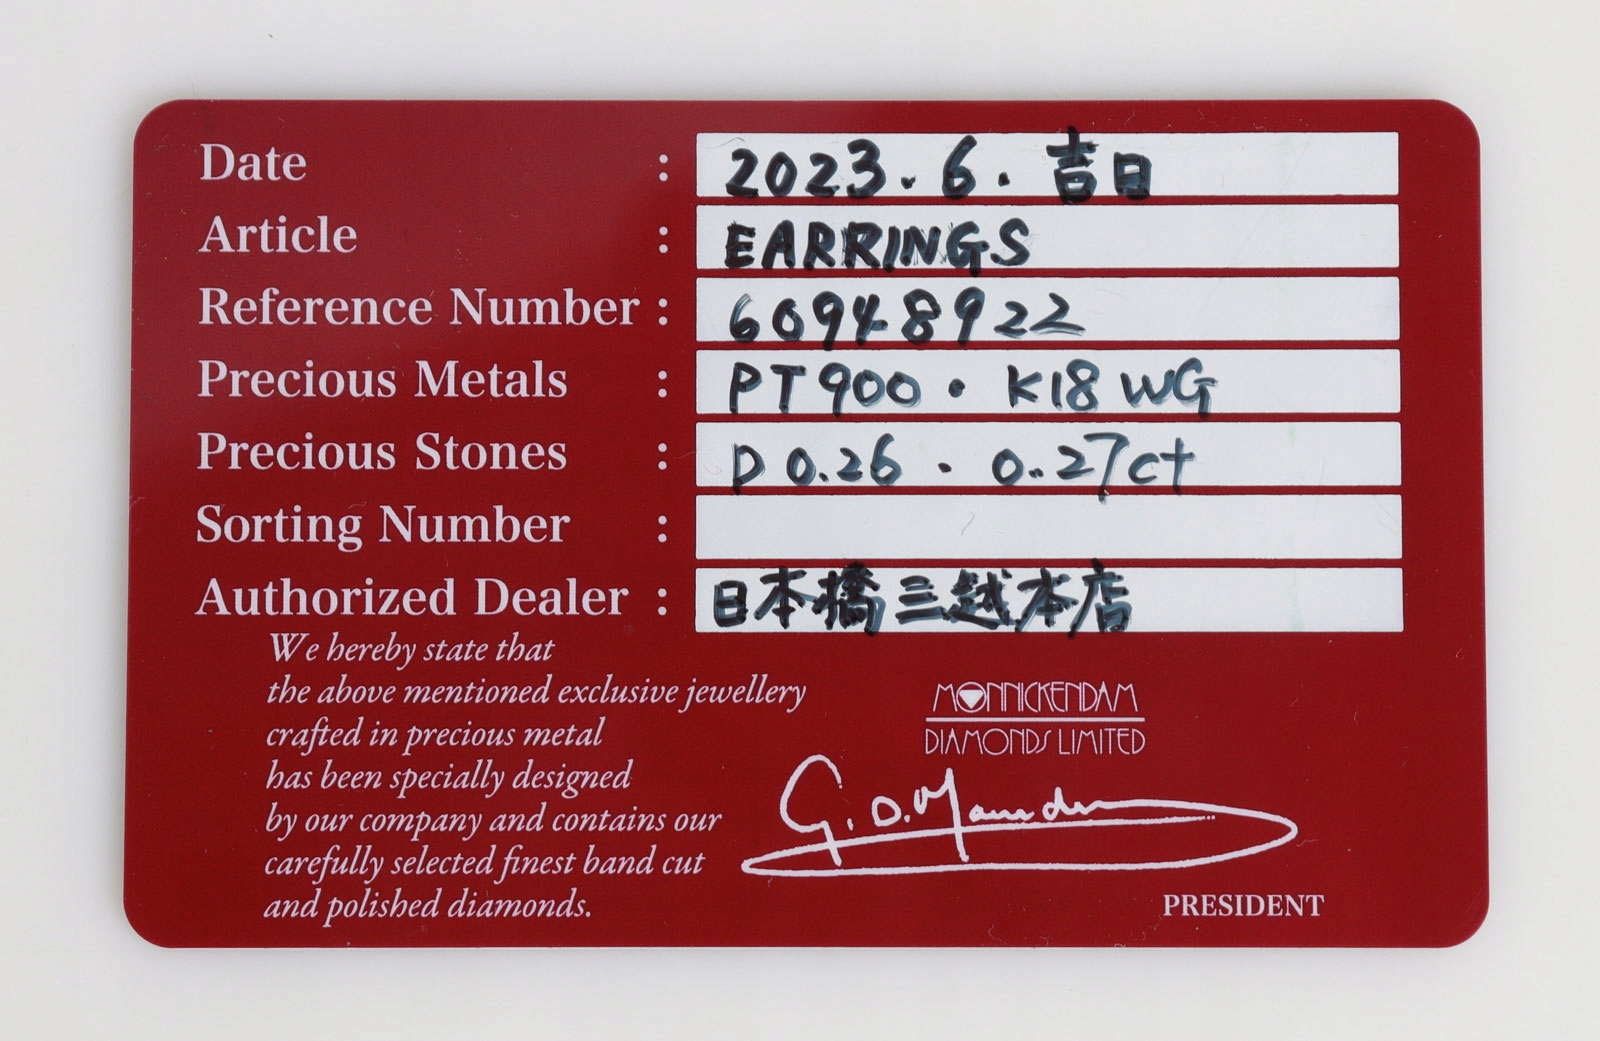 Date : 2023.6.吉日
Article : EARRINGS
Reference Number : 60948922
Precious Metals : PT900・K18WG
Precious Stones : D 0.26・0.27ct
Sorting Number :
Authorized Dealer : 日本橋三越本店
We hereby state that
the above mentioned exclusive jewellery
crafted in precious metal
has been specially designed
by our company and contains our
carefully selected finest hand cut
and polished diamonds.
MONNICKENDAM
DIAMONDS LIMITED
PRESIDENT